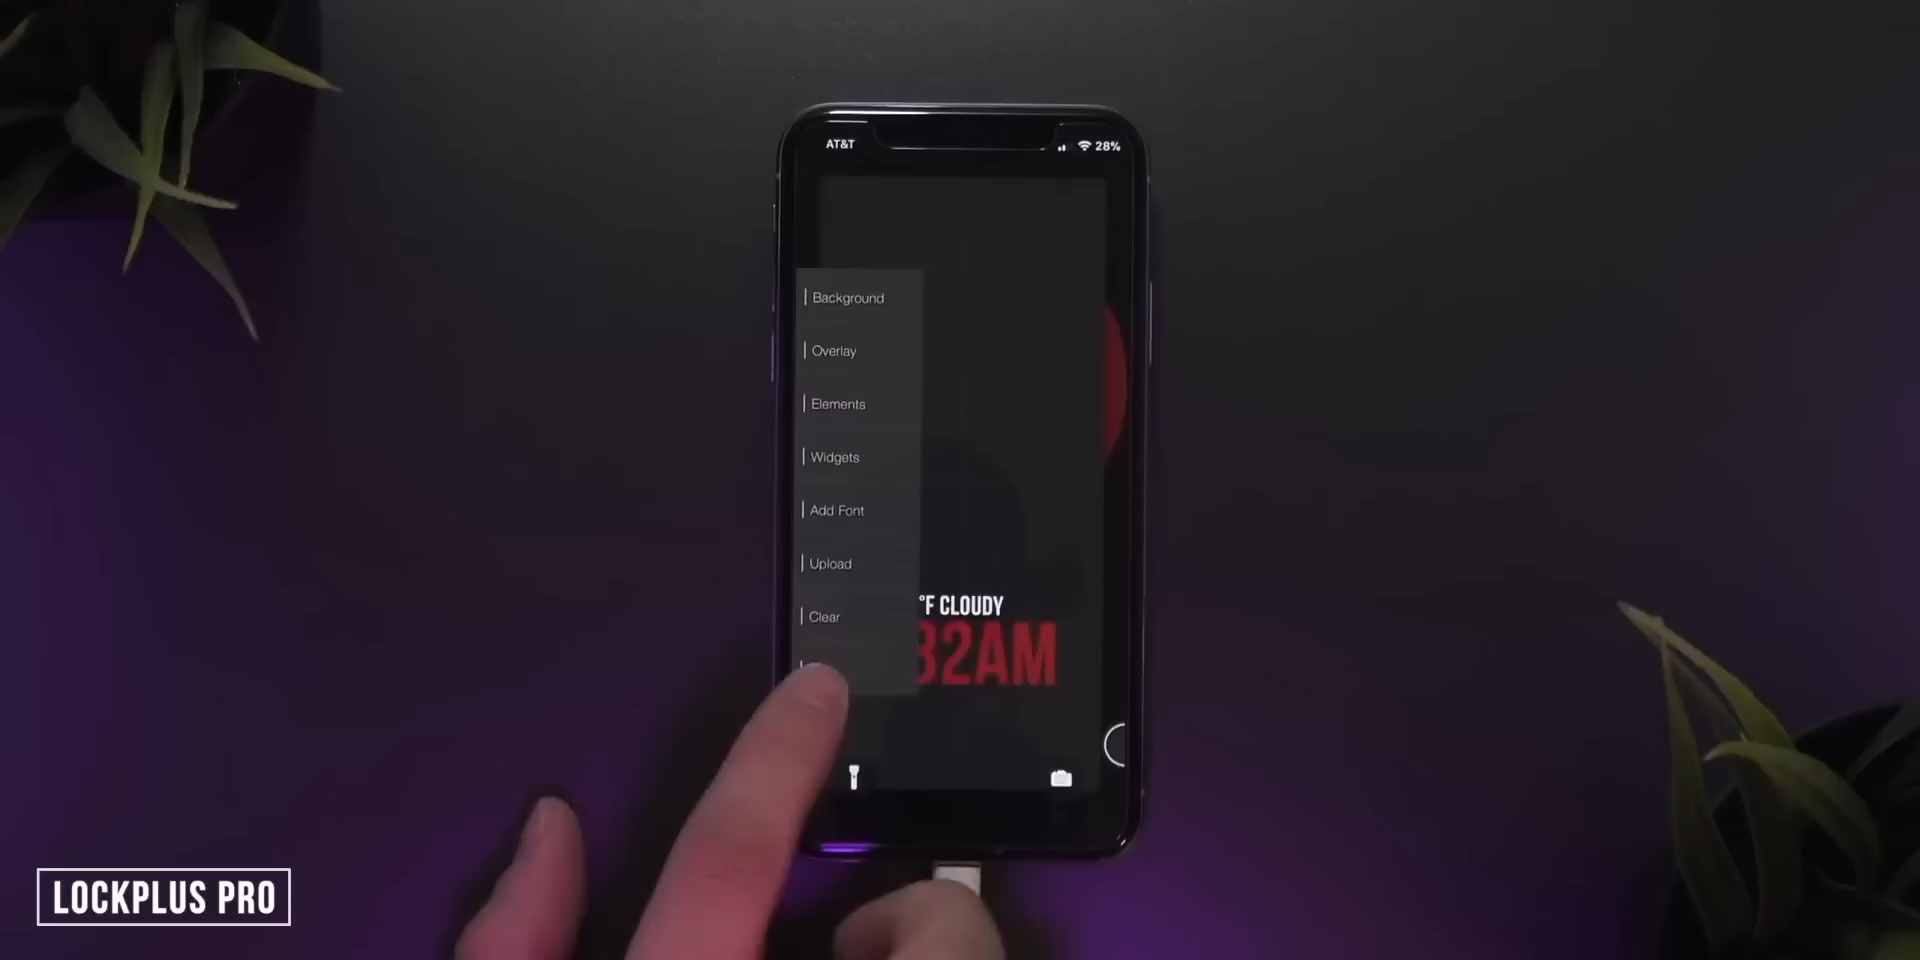 AT&T
28%
Background
Overlay
Elements
Widgets
Add Font
Upload
Clear
°F CLOUDY
32AM
LOCKPLUS PRO